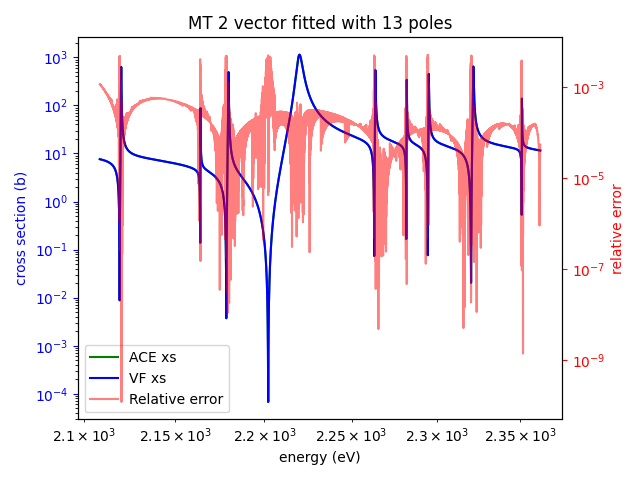 MT 2 vector fitted with 13 poles
10³
10²
10¹
10⁰
10⁻¹
10⁻²
10⁻³
10⁻⁴
cross section (b)
10⁻³
10⁻⁵
10⁻⁷
10⁻⁹
relative error
ACE xs
VF xs
Relative error
2.1 × 10³ 2.15 × 10³ 2.2 × 10³ 2.25 × 10³ 2.3 × 10³ 2.35 × 10³
energy (eV)